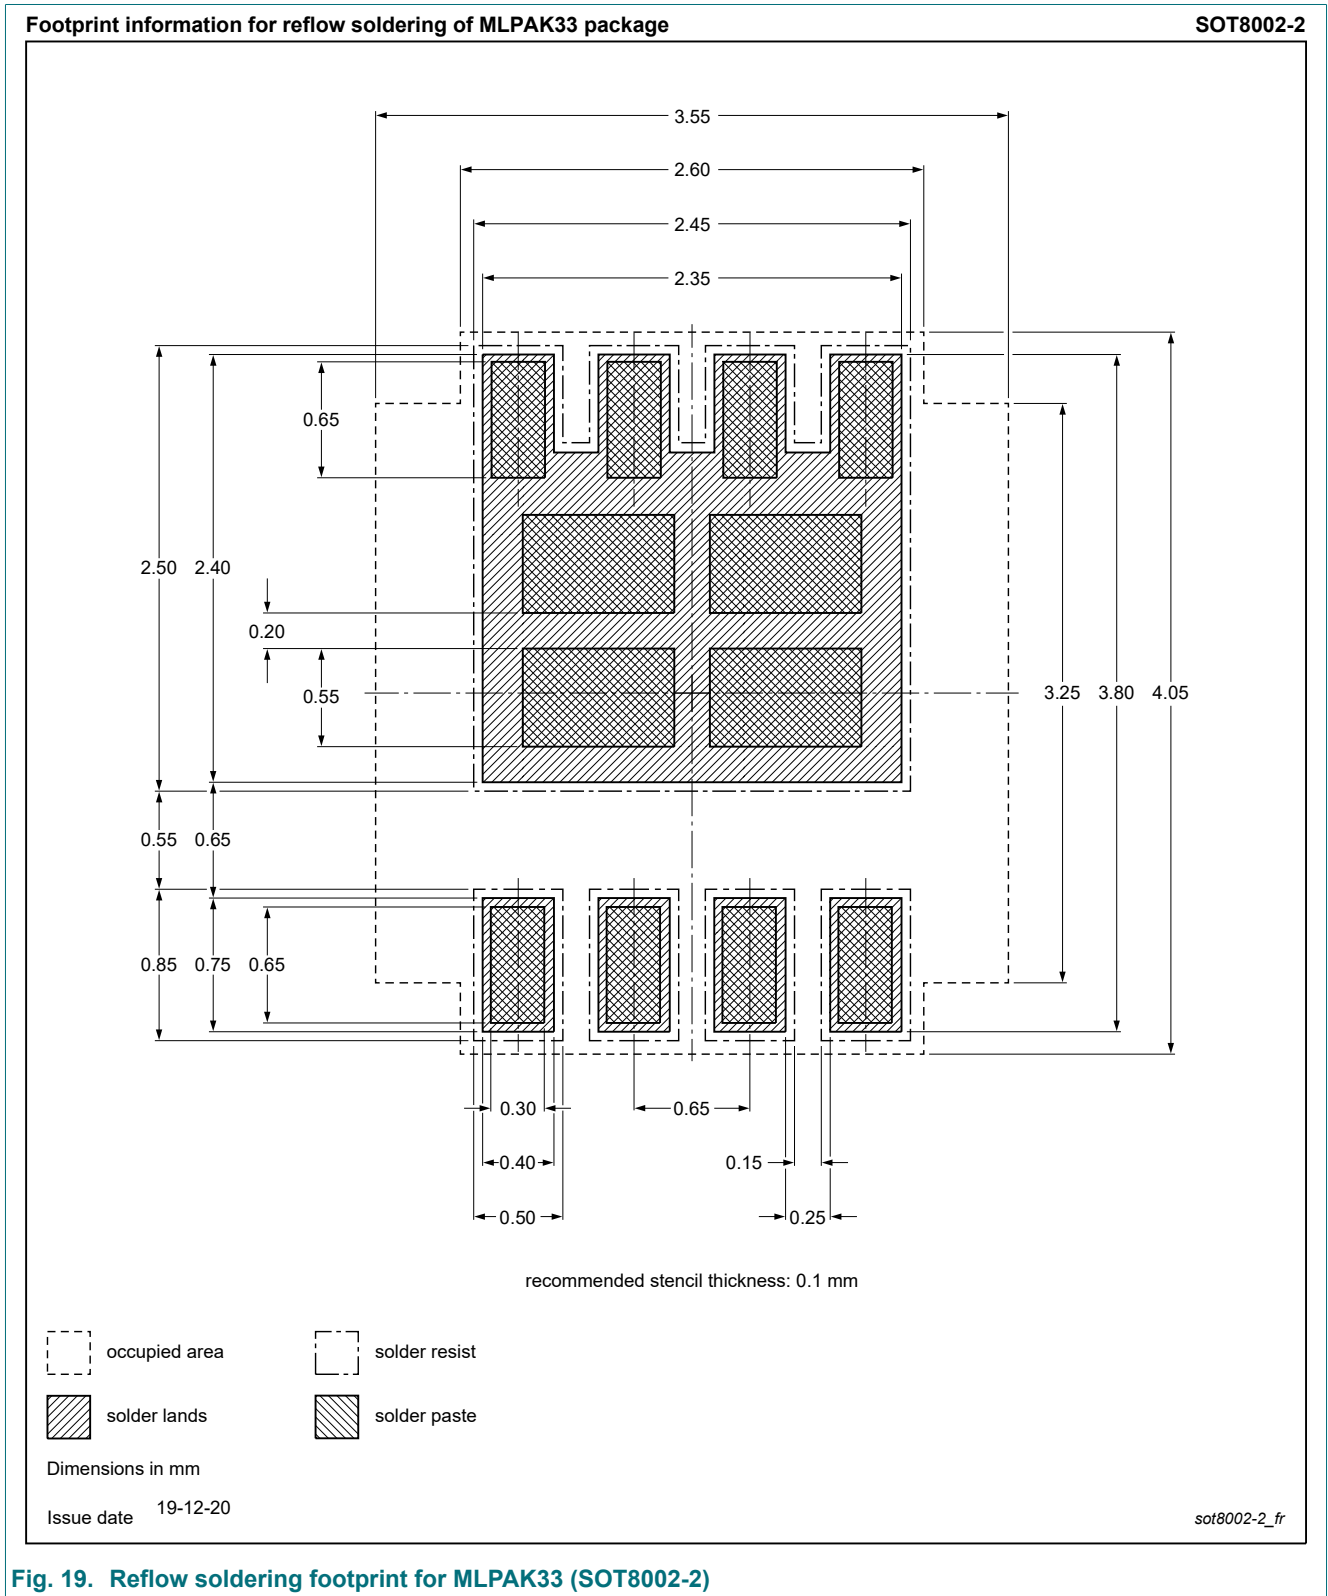 Footprint information for reflow soldering of MLPAK33 package SOT8002-2
3.55
2.60
2.45
2.35
0.65
2.50 2.40
0.20
0.55
3.25 3.80 4.05
0.55 0.65
0.85 0.75 0.65
0.30 0.65
0.40 0.15
0.50 0.25
recommended stencil thickness: 0.1 mm
occupied area solder resist
solder lands solder paste
Dimensions in mm
Issue date 19-12-20
sot8002-2_fr
Fig. 19. Reflow soldering footprint for MLPAK33 (SOT8002-2)